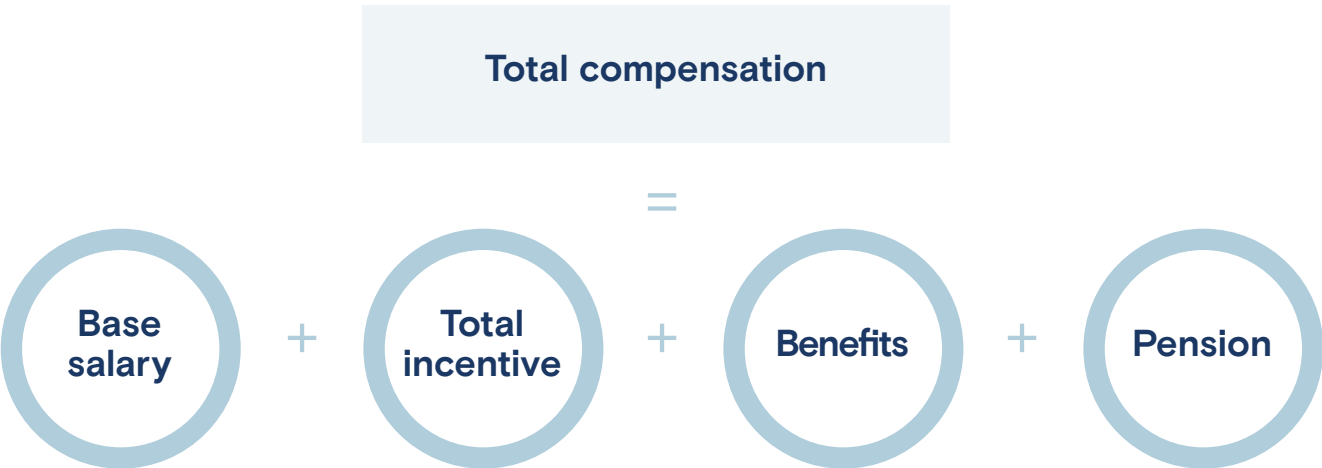 Total compensation
=
Base
salary
+
Total
incentive
+
Benefits
+
Pension